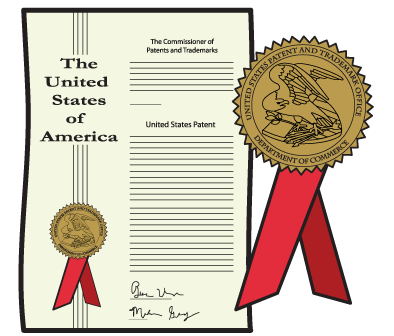 The Commissioner of
Patents and Trademarks
The
United
States
of
America
United States Patent
UNITED STATES PATENT AND TRADEMARK OFFICE
DEPARTMENT OF COMMERCE